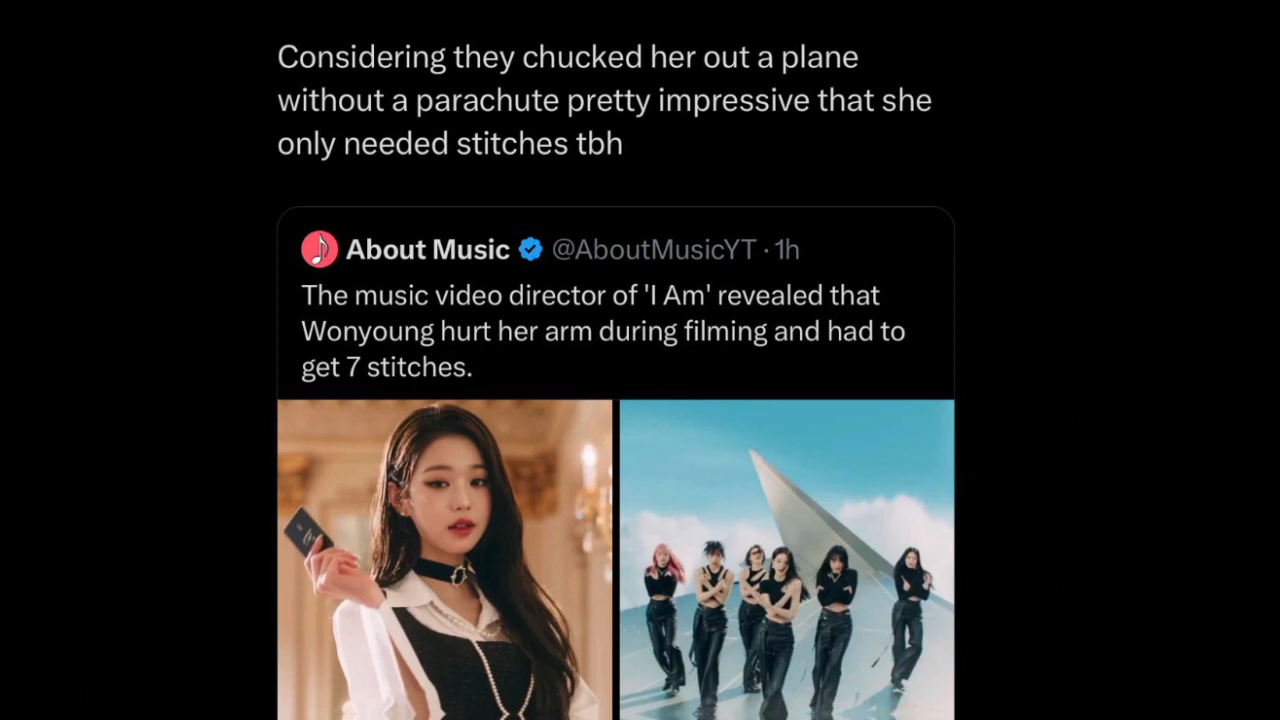 Considering they chucked her out a plane
without a parachute pretty impressive that she
only needed stitches tbh
About Music @AboutMusicYT · 1h
The music video director of 'I Am' revealed that
Wonyoung hurt her arm during filming and had to
get 7 stitches.